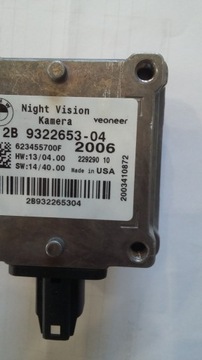 Night Vision
Kamera
veoneer
2B 9322653-04
623455700F 2006
HW:13/04.00 229290 10
SW:14/40.00 Made in USA
2B932265304
2003410872